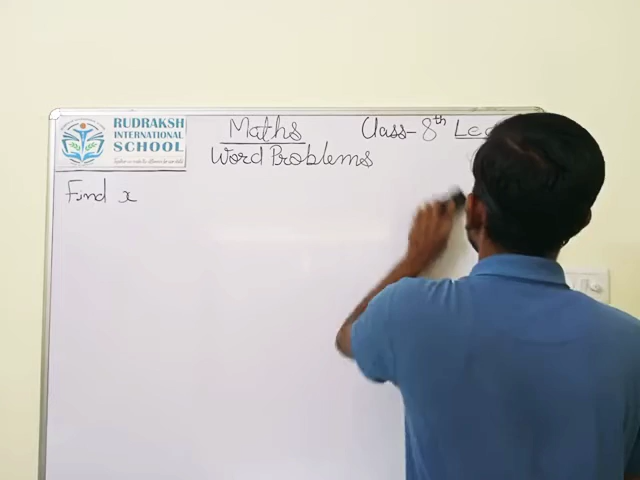 RUDRAKSH
INTERNATIONAL
SCHOOL
Maths
Class-8th
Word Problems
Find x